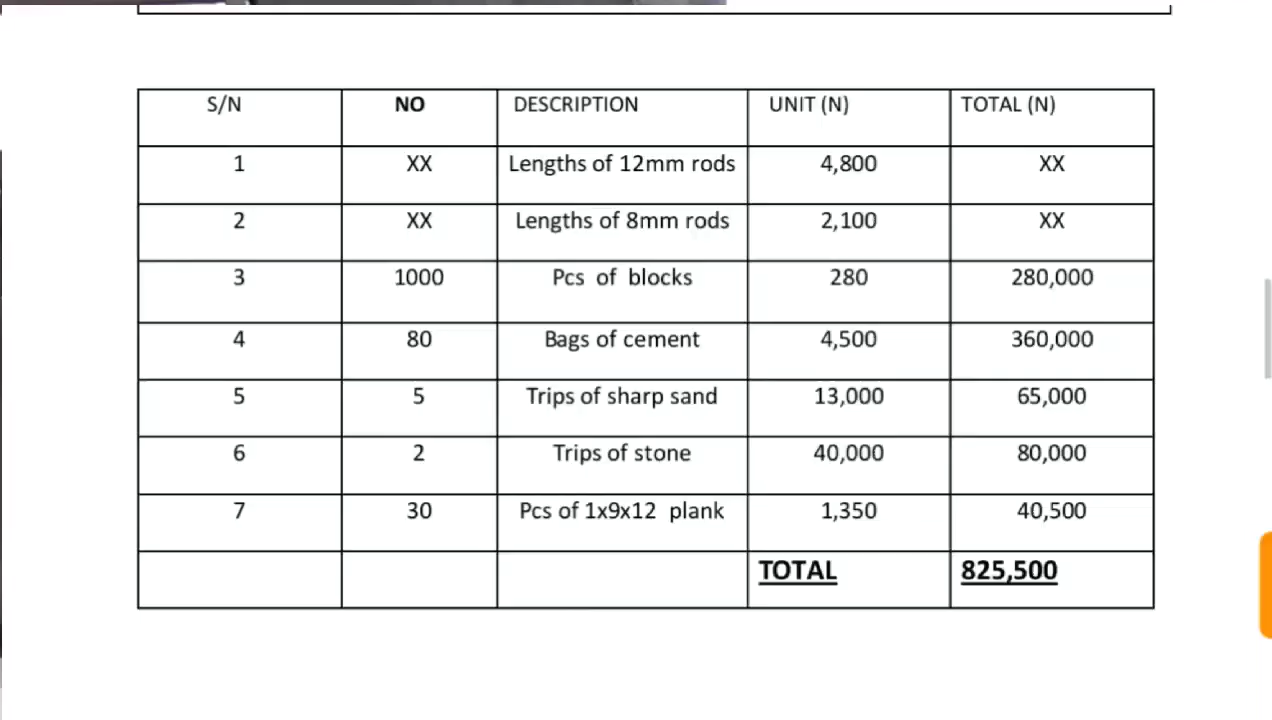 S/N NO DESCRIPTION UNIT (N) TOTAL (N)
1 XX Lengths of 12mm rods 4,800 XX
2 XX Lengths of 8mm rods 2,100 XX
3 1000 Pcs of blocks 280 280,000
4 80 Bags of cement 4,500 360,000
5 5 Trips of sharp sand 13,000 65,000
6 2 Trips of stone 40,000 80,000
7 30 Pcs of 1x9x12 plank 1,350 40,500
TOTAL 825,500